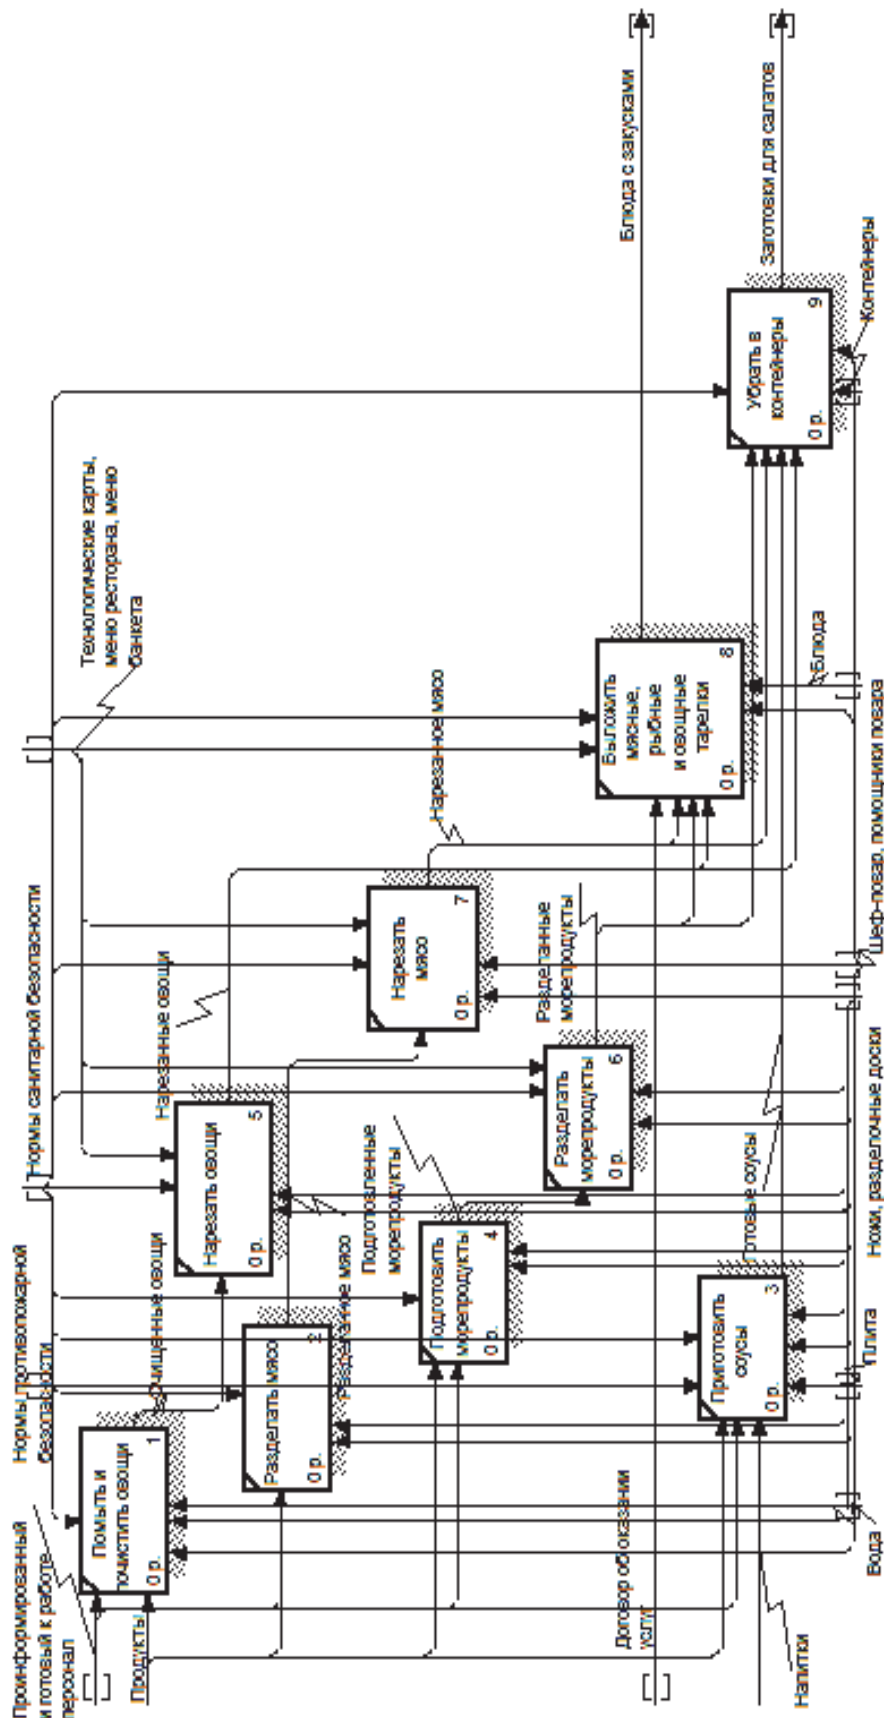 Проинформированный
и готовый к работе
персонал
Продукты
Нормы противопожарной
безопасности
Нормы санитарной безопасности
Технологические карты,
меню ресторана, меню
банкета
Помыть и
почистить овощи
0 р.
1
Очищенные овощи
Разделать мясо
0 р.
2
Разделанное мясо
Нарезать овощи
0 р.
5
Нарезанные овощи
Подготовить
морепродукты
0 р.
4
Подготовленные
морепродукты
Нарезать
мясо
0 р.
7
Нарезанное мясо
Разделать
морепродукты
0 р.
6
Разделанные
морепродукты
Выложить
мясные,
рыбные
и овощные
тарелки
0 р.
8
Блюда с закусками
Договор об оказании
услуг
Приготовить
соусы
0 р.
3
Готовые соусы
Убрать в
контейнеры
0 р.
9
Заготовки для салатов
Напитки
Вода
Плита
Ножи, разделочные доски
Шеф-повар, помощники повара
Блюда
Контейнеры